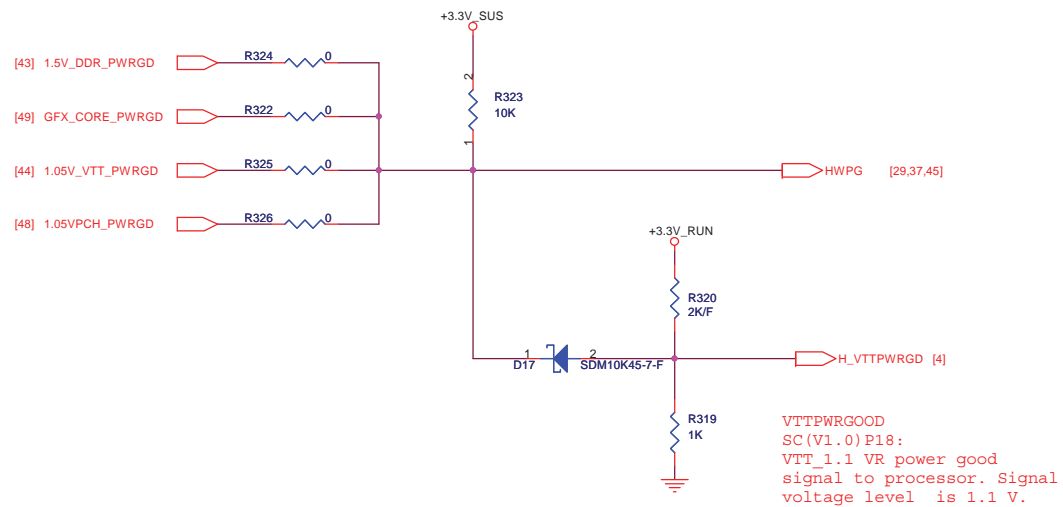 +3.3V_SUS
[43] 1.5V_DDR_PWRGD
R324
0
2
R323
10K
[49] GFX_CORE_PWRGD
R322
0
1
[44] 1.05V_VTT_PWRGD
R325
0
HWPG [29,37,45]
[48] 1.05VPCH_PWRGD
R326
0
+3.3V_RUN
R320
2K/F
1
2
D17
SDM10K45-7-F
H_VTTPWRGD [4]
R319
1K
VTTPWRGOOD
SC(V1.0)P18:
VTT_1.1 VR power good
signal to processor. Signal
voltage level is 1.1 V.